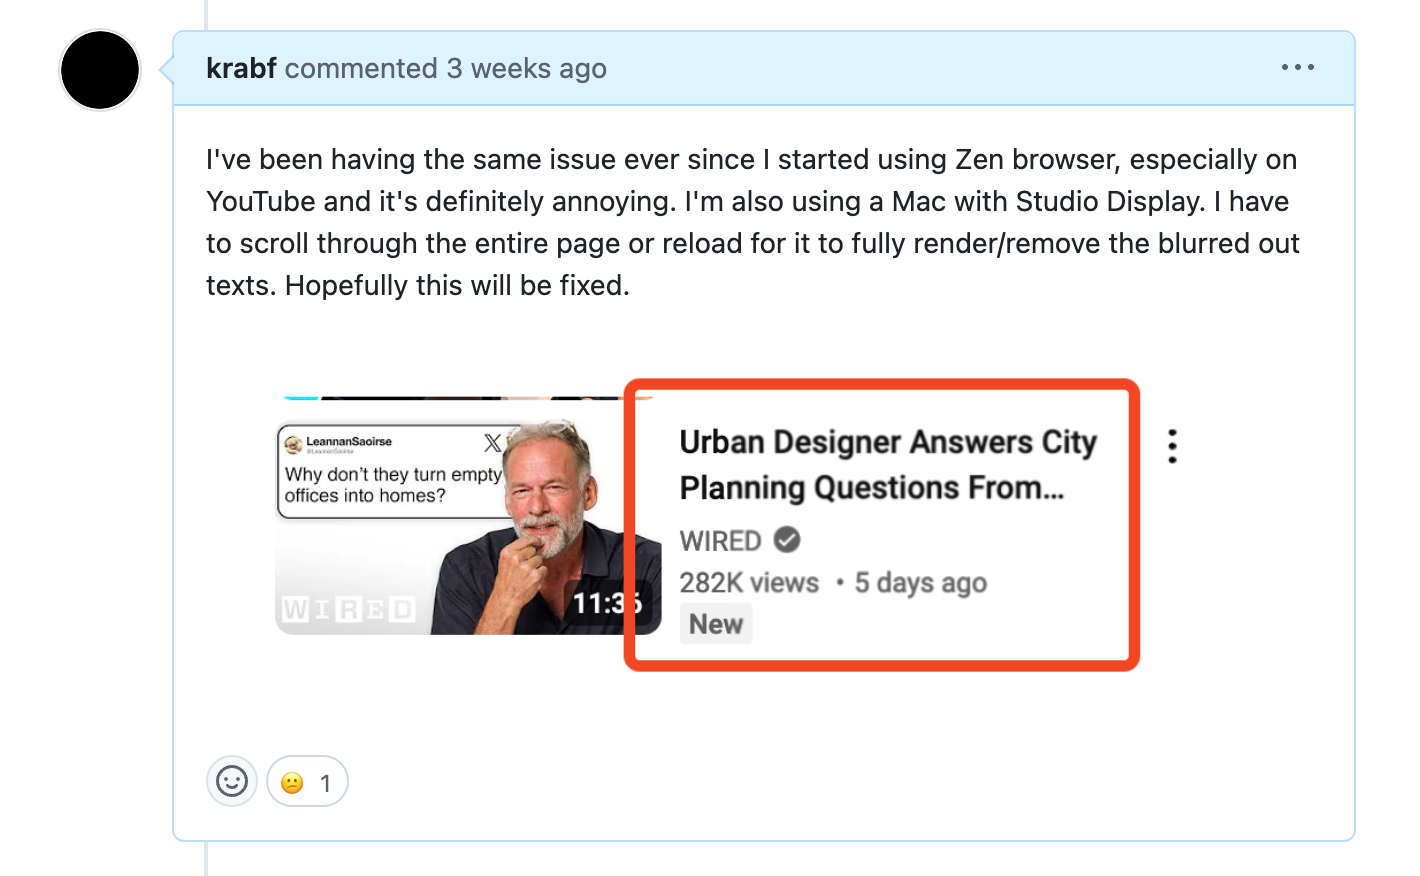 krabf commented 3 weeks ago
I've been having the same issue ever since I started using Zen browser, especially on
YouTube and it's definitely annoying. I'm also using a Mac with Studio Display. I have
to scroll through the entire page or reload for it to fully render/remove the blurred out
texts. Hopefully this will be fixed.
LeannanSaoirse
@LeannanSaoirse
Why don't they turn empty
offices into homes?
WIRED
11:36
Urban Designer Answers City
Planning Questions From...
WIRED
282K views • 5 days ago
New
1